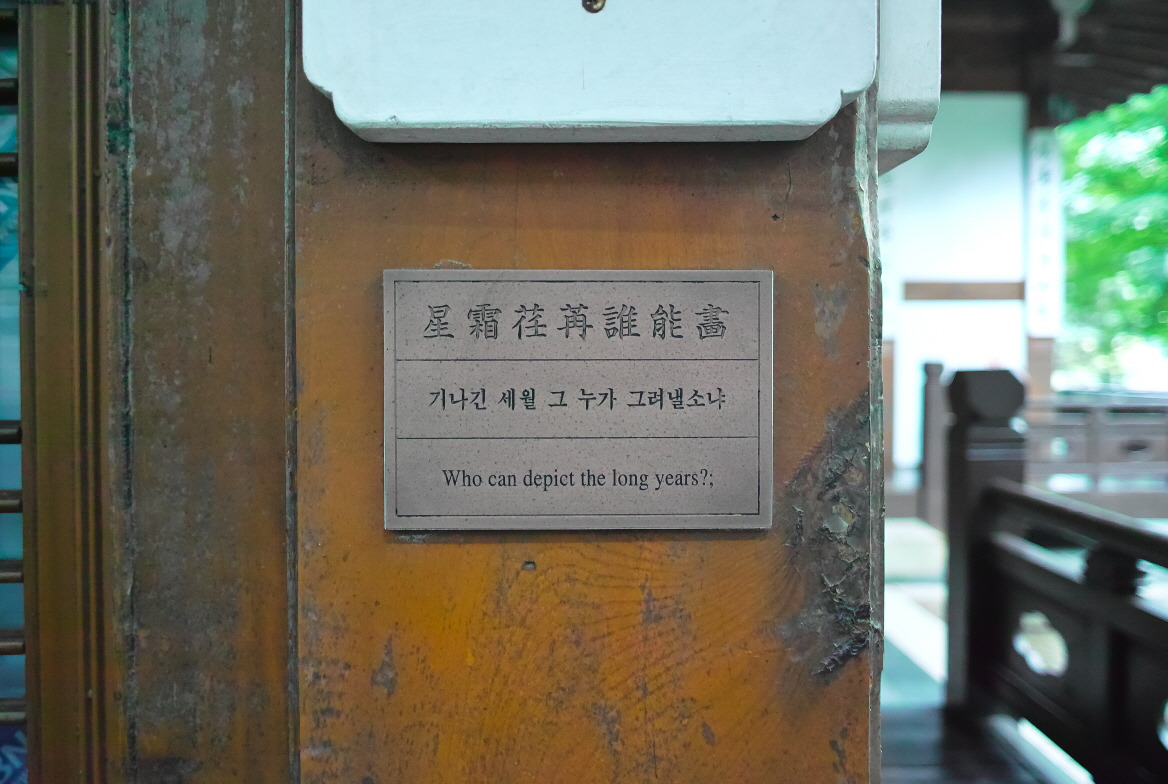 星霜荏苒誰能畵
기나긴 세월 그 누가 그려낼소냐
Who can depict the long years?;